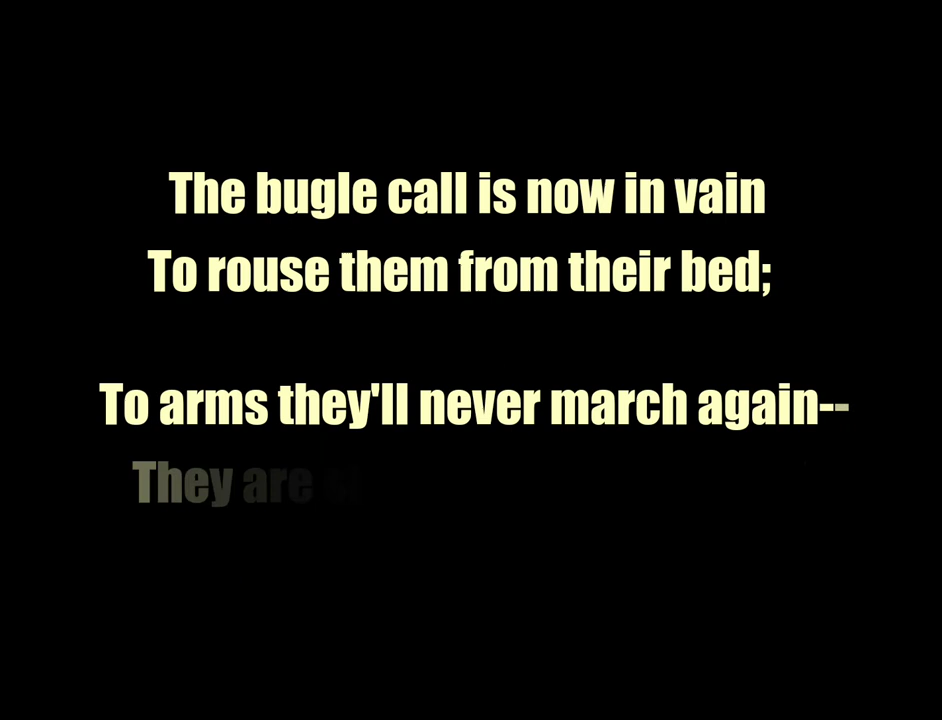 The bugle call is now in vain
To rouse them from their bed;
To arms they'll never march again--
They are